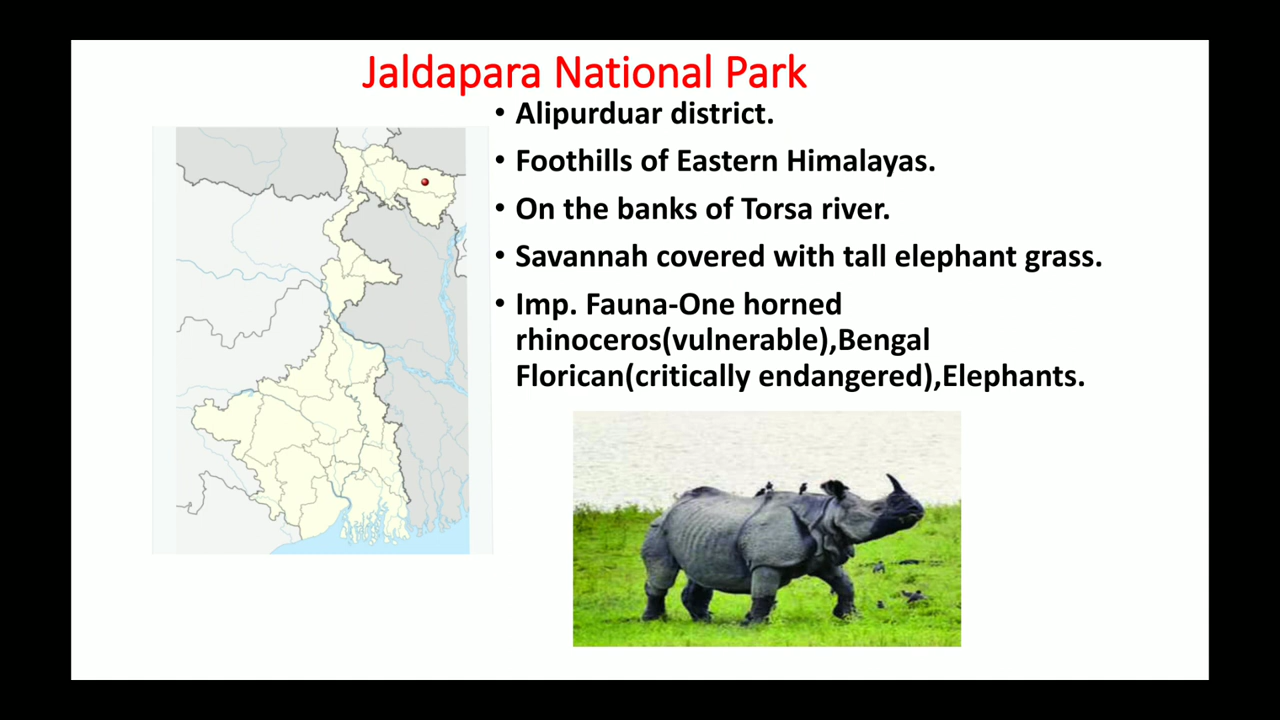 Jaldapara National Park
• Alipurduar district.
• Foothills of Eastern Himalayas.
• On the banks of Torsa river.
• Savannah covered with tall elephant grass.
• Imp. Fauna-One horned
rhinoceros(vulnerable),Bengal
Florican(critically endangered),Elephants.